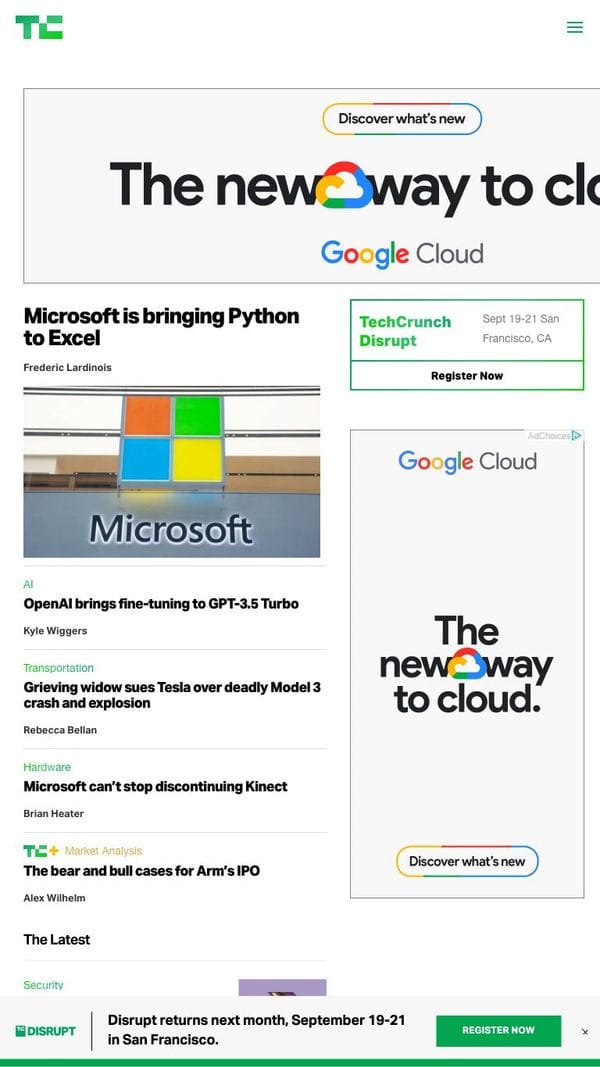 TC
Discover what's new
The new way to clo
Google Cloud
Microsoft is bringing Python
to Excel
Frederic Lardinois
Microsoft
TechCrunch
Disrupt
Sept 19-21 San
Francisco, CA
Register Now
AdChoices
Google Cloud
The
new way
to cloud.
Discover what's new
AI
OpenAI brings fine-tuning to GPT-3.5 Turbo
Kyle Wiggers
Transportation
Grieving widow sues Tesla over deadly Model 3
crash and explosion
Rebecca Bellan
Hardware
Microsoft can't stop discontinuing Kinect
Brian Heater
TC+ Market Analysis
The bear and bull cases for Arm's IPO
Alex Wilhelm
The Latest
Security
TC DISRUPT
Disrupt returns next month, September 19-21
in San Francisco.
REGISTER NOW
×